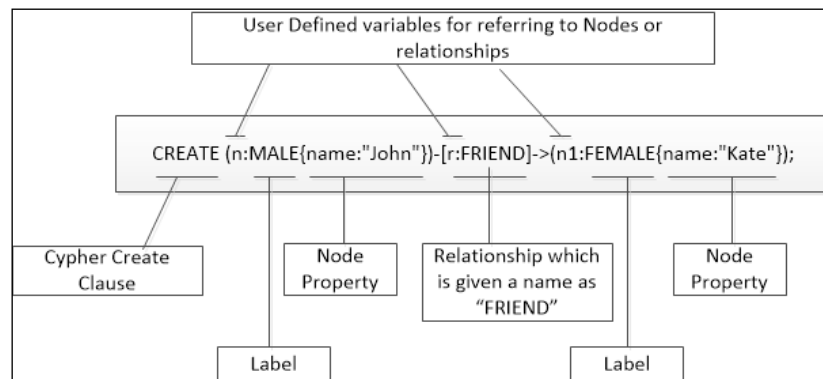 User Defined variables for referring to Nodes or
relationships
CREATE (n:MALE{name:"John"})-[r:FRIEND]->(n1:FEMALE{name:"Kate"});
Cypher Create
Clause
Node
Property
Relationship which
is given a name as
“FRIEND”
Node
Property
Label
Label